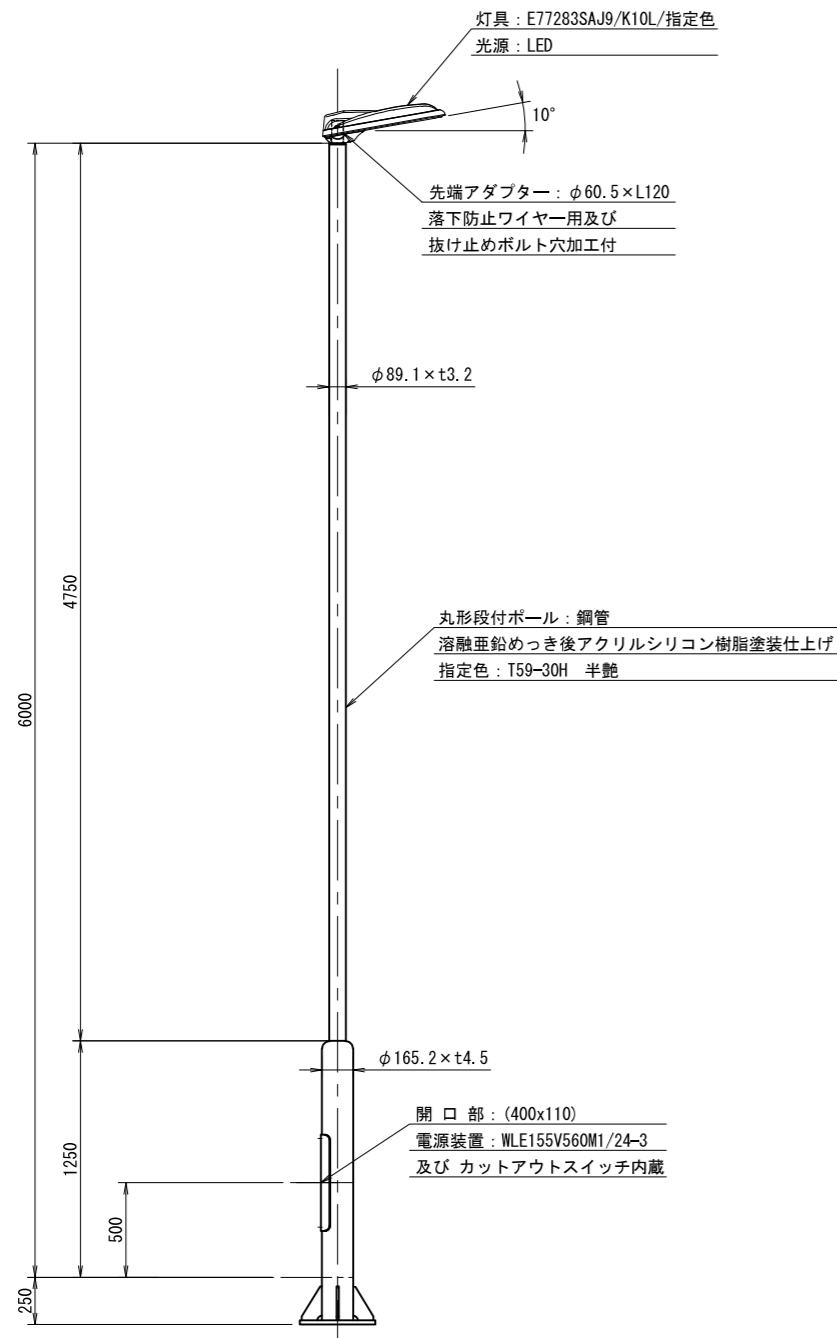 灯具：E77283SAJ9/K10L/指定色
光源：LED
10°
先端アダプター：φ60.5×L120
落下防止ワイヤー用及び
抜け止めボルト穴加工付
φ89.1×t3.2
4750
丸形段付ポール：鋼管
溶融亜鉛めっき後アクリルシリコン樹脂塗装仕上げ
指定色：T59-30H　半艶
6000
φ165.2×t4.5
開 口 部：(400x110)
電源装置：WLE155V560M1/24-3
及び カットアウトスイッチ内蔵
1250
500
250